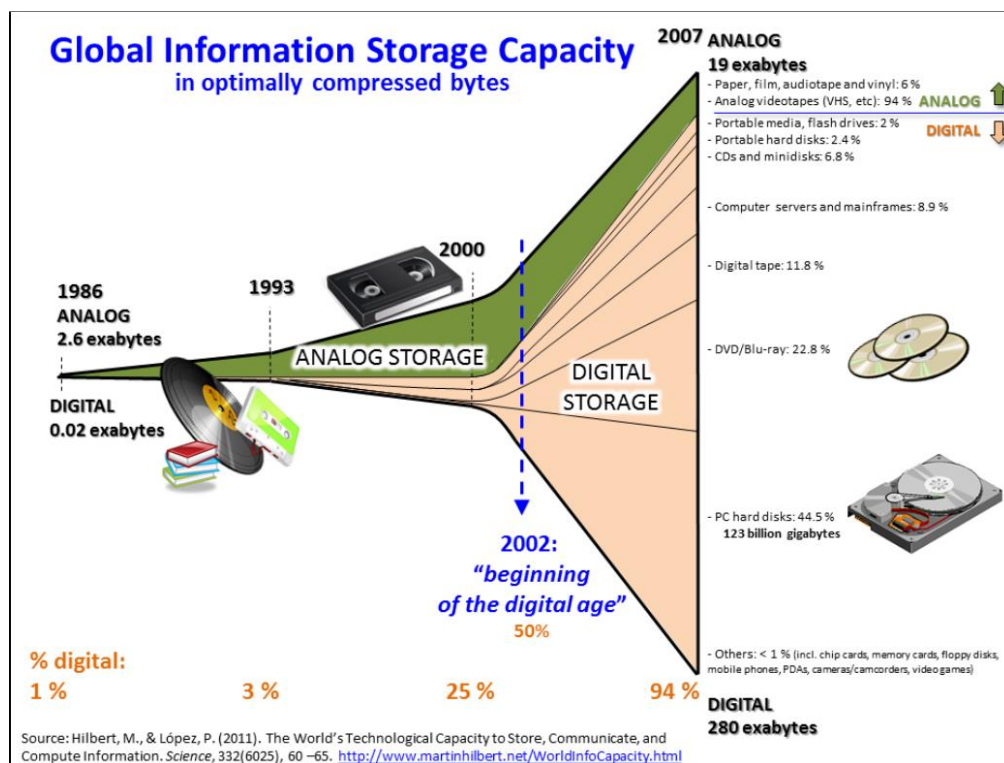 Global Information Storage Capacity
in optimally compressed bytes
2007 ANALOG
19 exabytes
- Paper, film, audiotape and vinyl: 6 %
- Analog videotapes (VHS, etc): 94 %
ANALOG
- Portable media, flash drives: 2 %
DIGITAL
- Portable hard disks: 2.4 %
- CDs and minidisks: 6.8 %
- Computer servers and mainframes: 8.9 %
- Digital tape: 11.8 %
- DVD/Blu-ray: 22.8 %
- PC hard disks: 44.5 %
123 billion gigabytes
- Others: < 1 % (incl. chip cards, memory cards, floppy disks,
mobile phones, PDAs, cameras/camcorders, video games)
DIGITAL
280 exabytes
1986
ANALOG
2.6 exabytes
DIGITAL
0.02 exabytes
1993
2000
ANALOG STORAGE
DIGITAL
STORAGE
2002:
“beginning
of the digital age”
50%
% digital:
1 %
3 %
25 %
94 %
Source: Hilbert, M., & López, P. (2011). The World’s Technological Capacity to Store, Communicate, and
Compute Information. Science, 332(6025), 60 –65. http://www.martinhilbert.net/WorldInfoCapacity.html